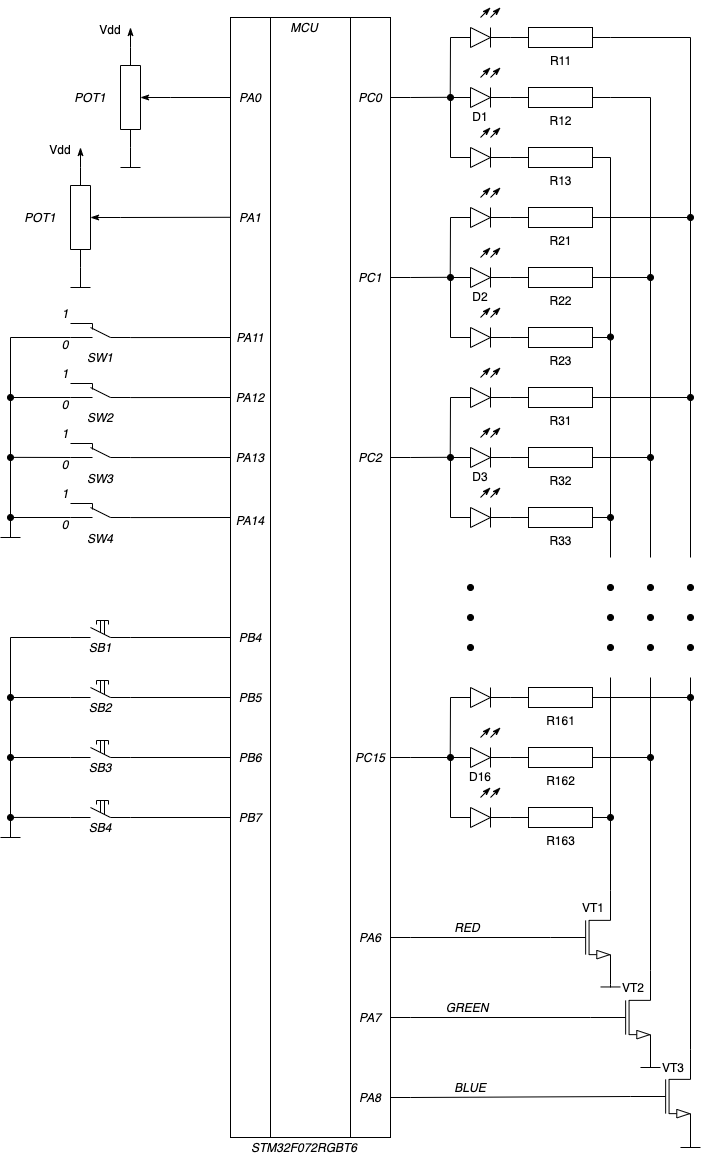 MCU
Vdd
POT1
PA0
PC0
R11
D1
R12
R13
Vdd
POT1
PA1
R21
PC1
D2
R22
R23
1
0
SW1
PA11
1
0
SW2
PA12
R31
1
0
SW3
PA13
PC2
D3
R32
1
0
SW4
PA14
R33
SB1
PB4
SB2
PB5
R161
SB3
PB6
PC15
D16
R162
SB4
PB7
R163
VT1
PA6
RED
VT2
PA7
GREEN
VT3
PA8
BLUE
STM32F072RGBT6